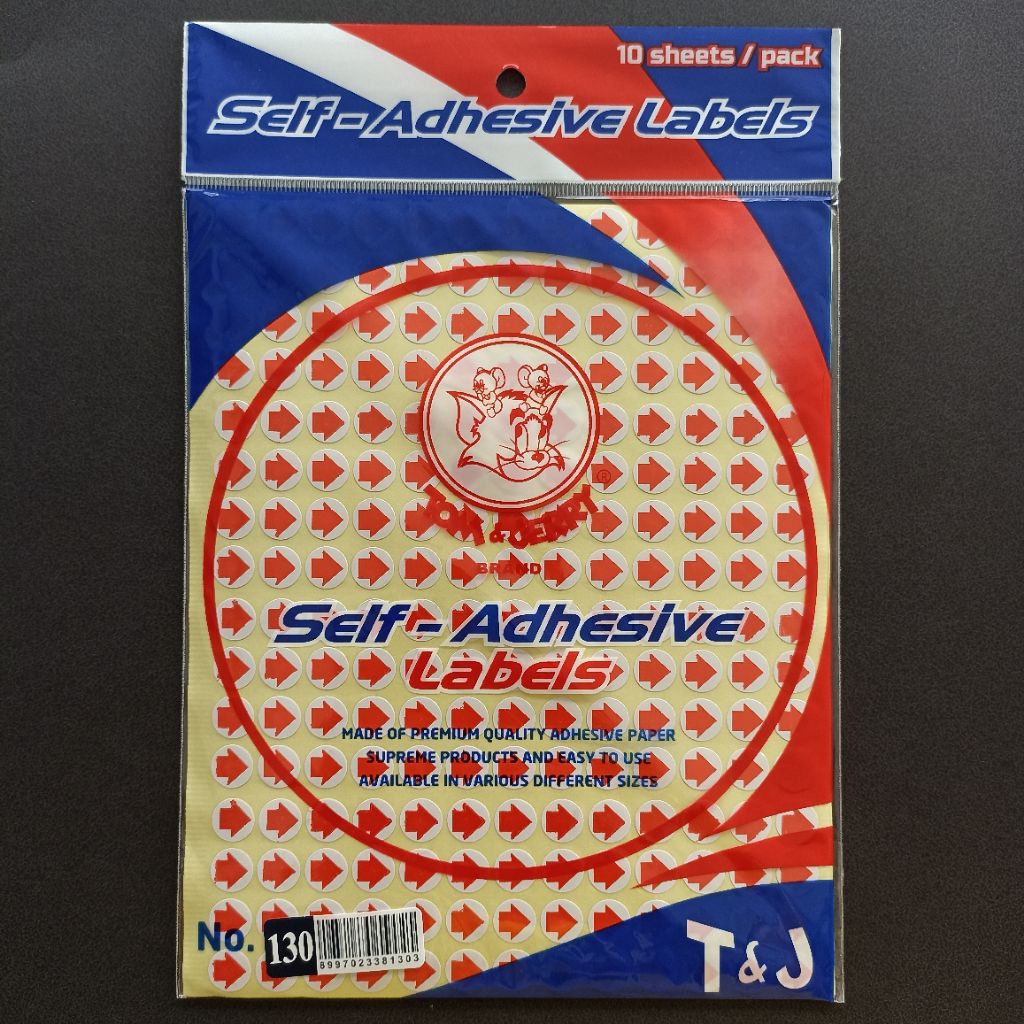 10 sheets / pack
Self-Adhesive Labels
TOM & JERRY ®
BRAND
Self-Adhesive
Labels
MADE OF PREMIUM QUALITY ADHESIVE PAPER
SUPREME PRODUCTS AND EASY TO USE
AVAILABLE IN VARIOUS DIFFERENT SIZES
No. 130
8997023381303
T & J